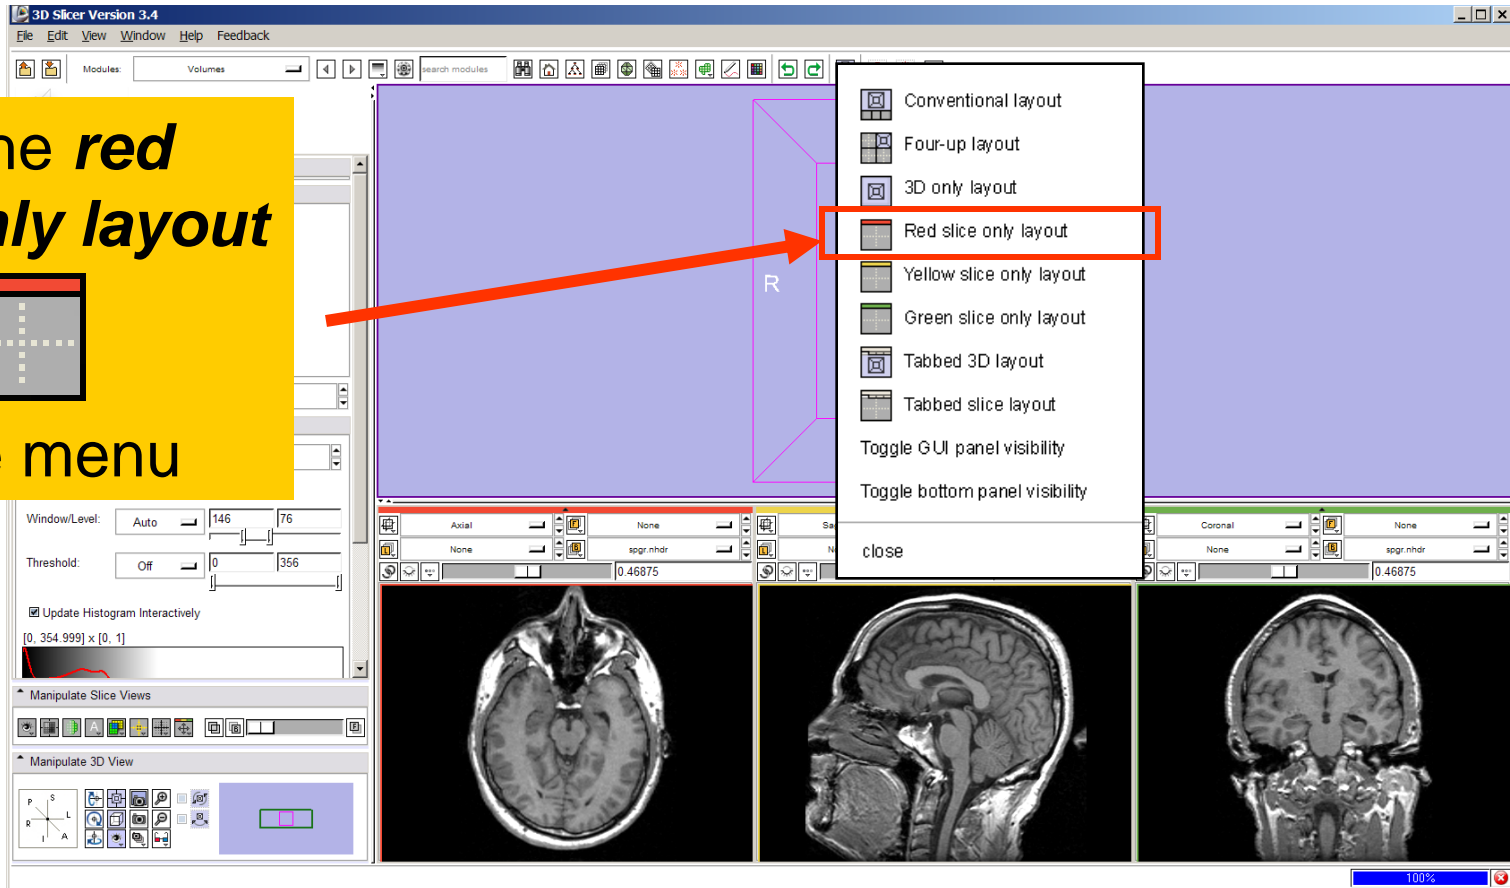 3D Slicer Version 3.4
File Edit View Window Help Feedback
Modules: Volumes search modules
ne red
nly layout
e menu
Conventional layout
Four-up layout
3D only layout
Red slice only layout
Yellow slice only layout
Green slice only layout
Tabbed 3D layout
Tabbed slice layout
Toggle GUI panel visibility
Toggle bottom panel visibility
close
R
Window/Level: Auto 146 76
Threshold: Off 0 356
Update Histogram Interactively
[0, 354.999] x [0, 1]
Manipulate Slice Views
Manipulate 3D View
P S
R L
I A
Axial None
None spgr.nhdr
0.46875
Sa
N
Coronal None
None spgr.nhdr
0.46875
100%